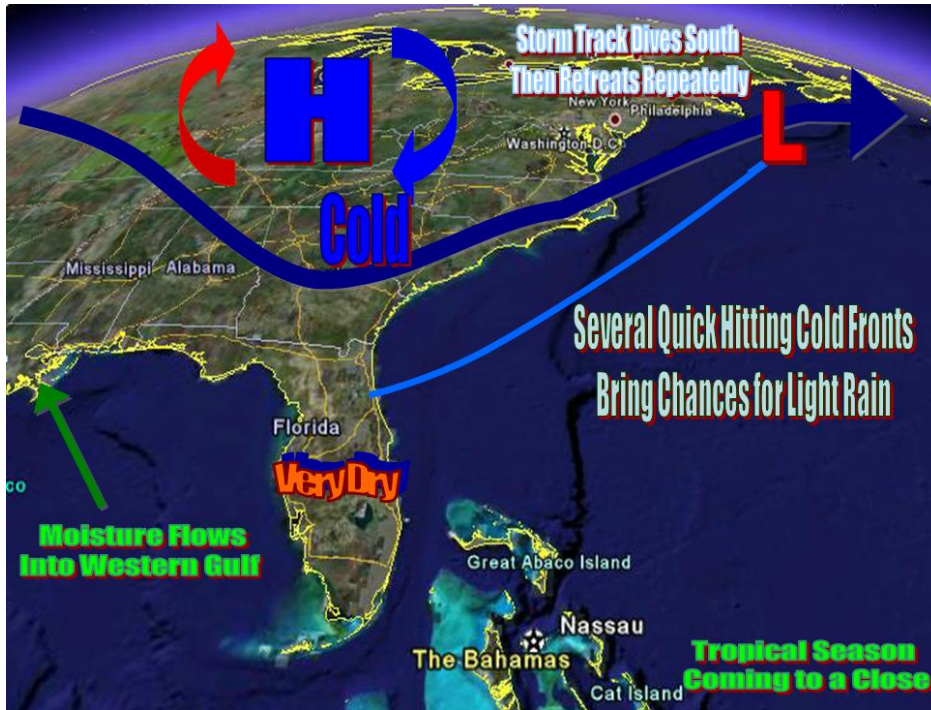 Storm Track Dives South
Then Retreats Repeatedly
H
L
New York
Philadelphia
Washington D.C.
Cold
Mississippi
Alabama
Several Quick Hitting Cold Fronts
Bring Chances for Light Rain
Florida
Very Dry
co
Moisture Flows
Into Western Gulf
Great Abaco Island
Nassau
The Bahamas
Cat Island
Tropical Season
Coming to a Close